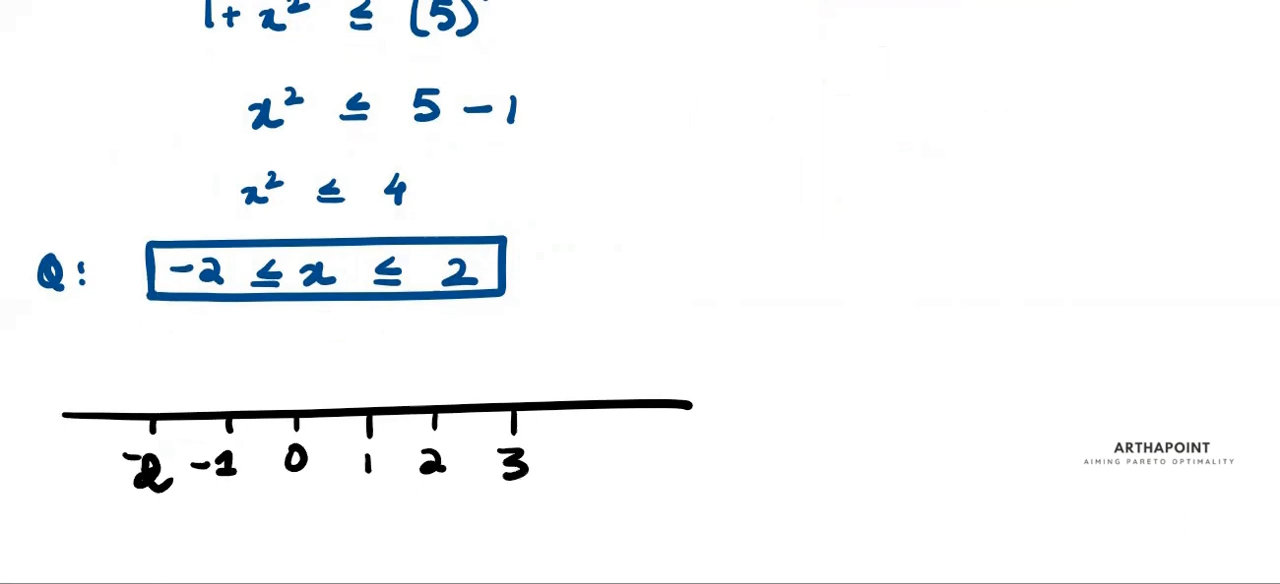 1 + x² ≤ (5)
x² ≤ 5 - 1
x² ≤ 4
Q: -2 ≤ x ≤ 2
-2 -1 0 1 2 3
ARTHAPOINT
AIMING PARETO OPTIMALITY